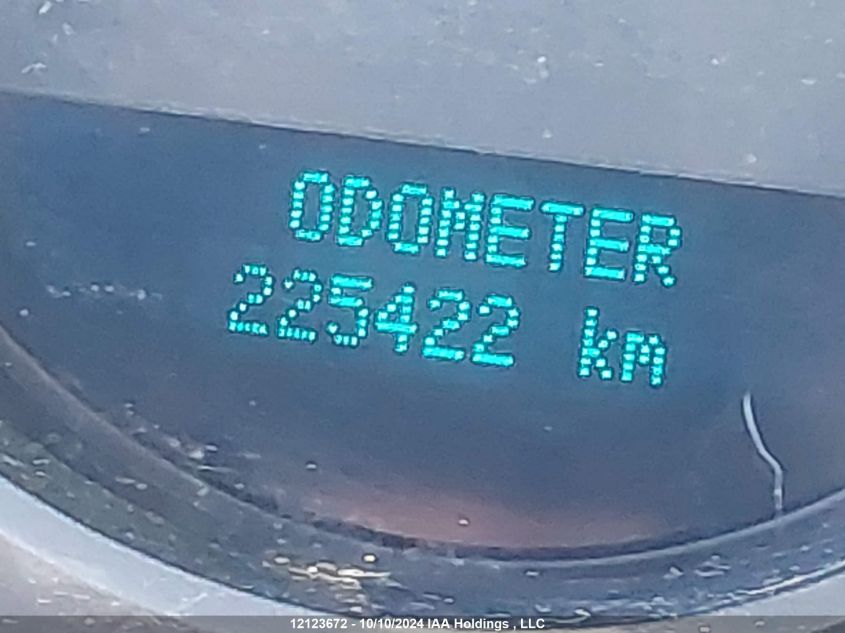 ODOMETER
225422 km
12123672 - 10/10/2024 IAA Holdings , LLC